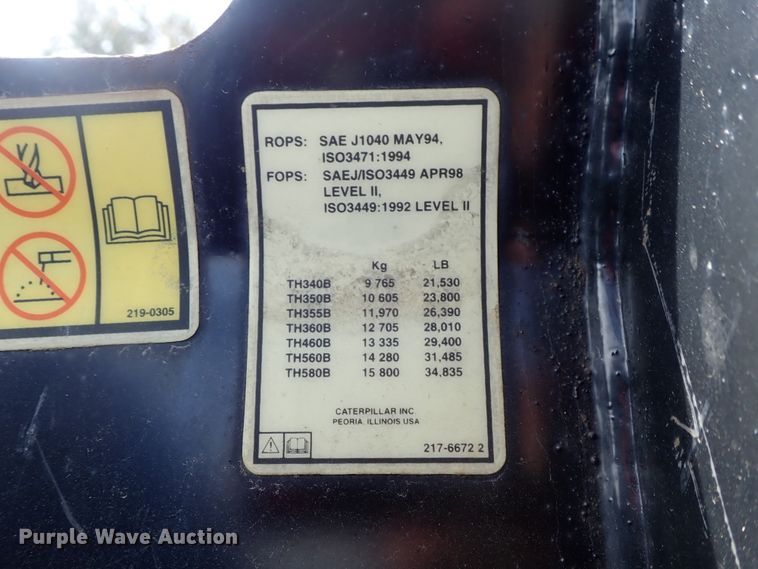 ROPS: SAE J1040 MAY94,
ISO3471:1994
FOPS: SAEJ/ISO3449 APR98
LEVEL II,
ISO3449:1992 LEVEL II
Kg LB
TH340B 9 765 21,530
TH350B 10 605 23,800
TH355B 11,970 26,390
TH360B 12 705 28,010
TH460B 13 335 29,400
TH560B 14 280 31,485
TH580B 15 800 34,835
CATERPILLAR INC
PEORIA, ILLINOIS USA
217-6672 2
219-0305
Purple Wave Auction®